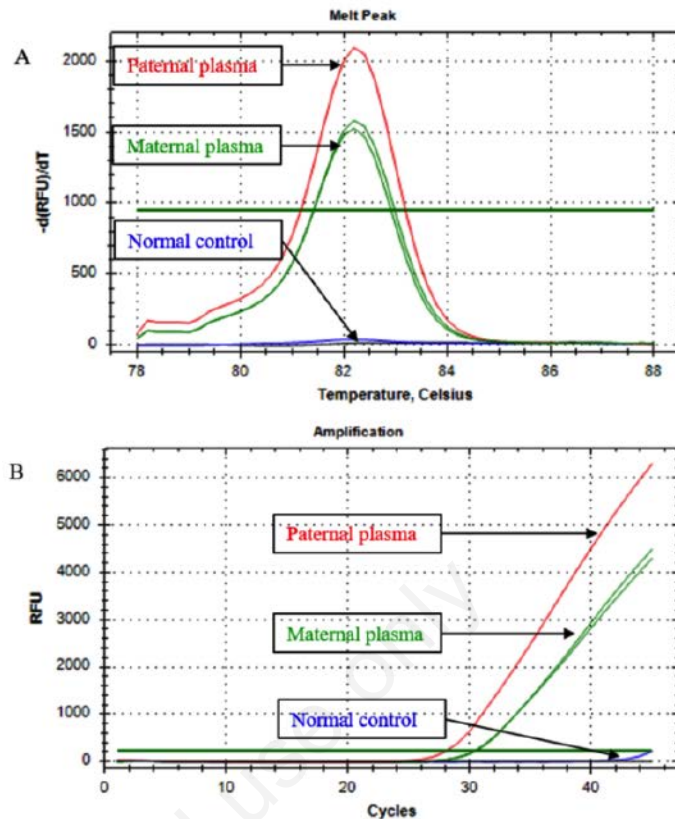 Melt Peak
A
2000
Paternal plasma
1500
Maternal plasma
-d(RFU)/dT
1000
Normal control
500
0
78 80 82 84 86 88
Temperature, Celsius
Amplification
B
6000
5000
Paternal plasma
4000
RFU
3000
Maternal plasma
2000
1000
Normal control
0
0 10 20 30 40
Cycles
use only